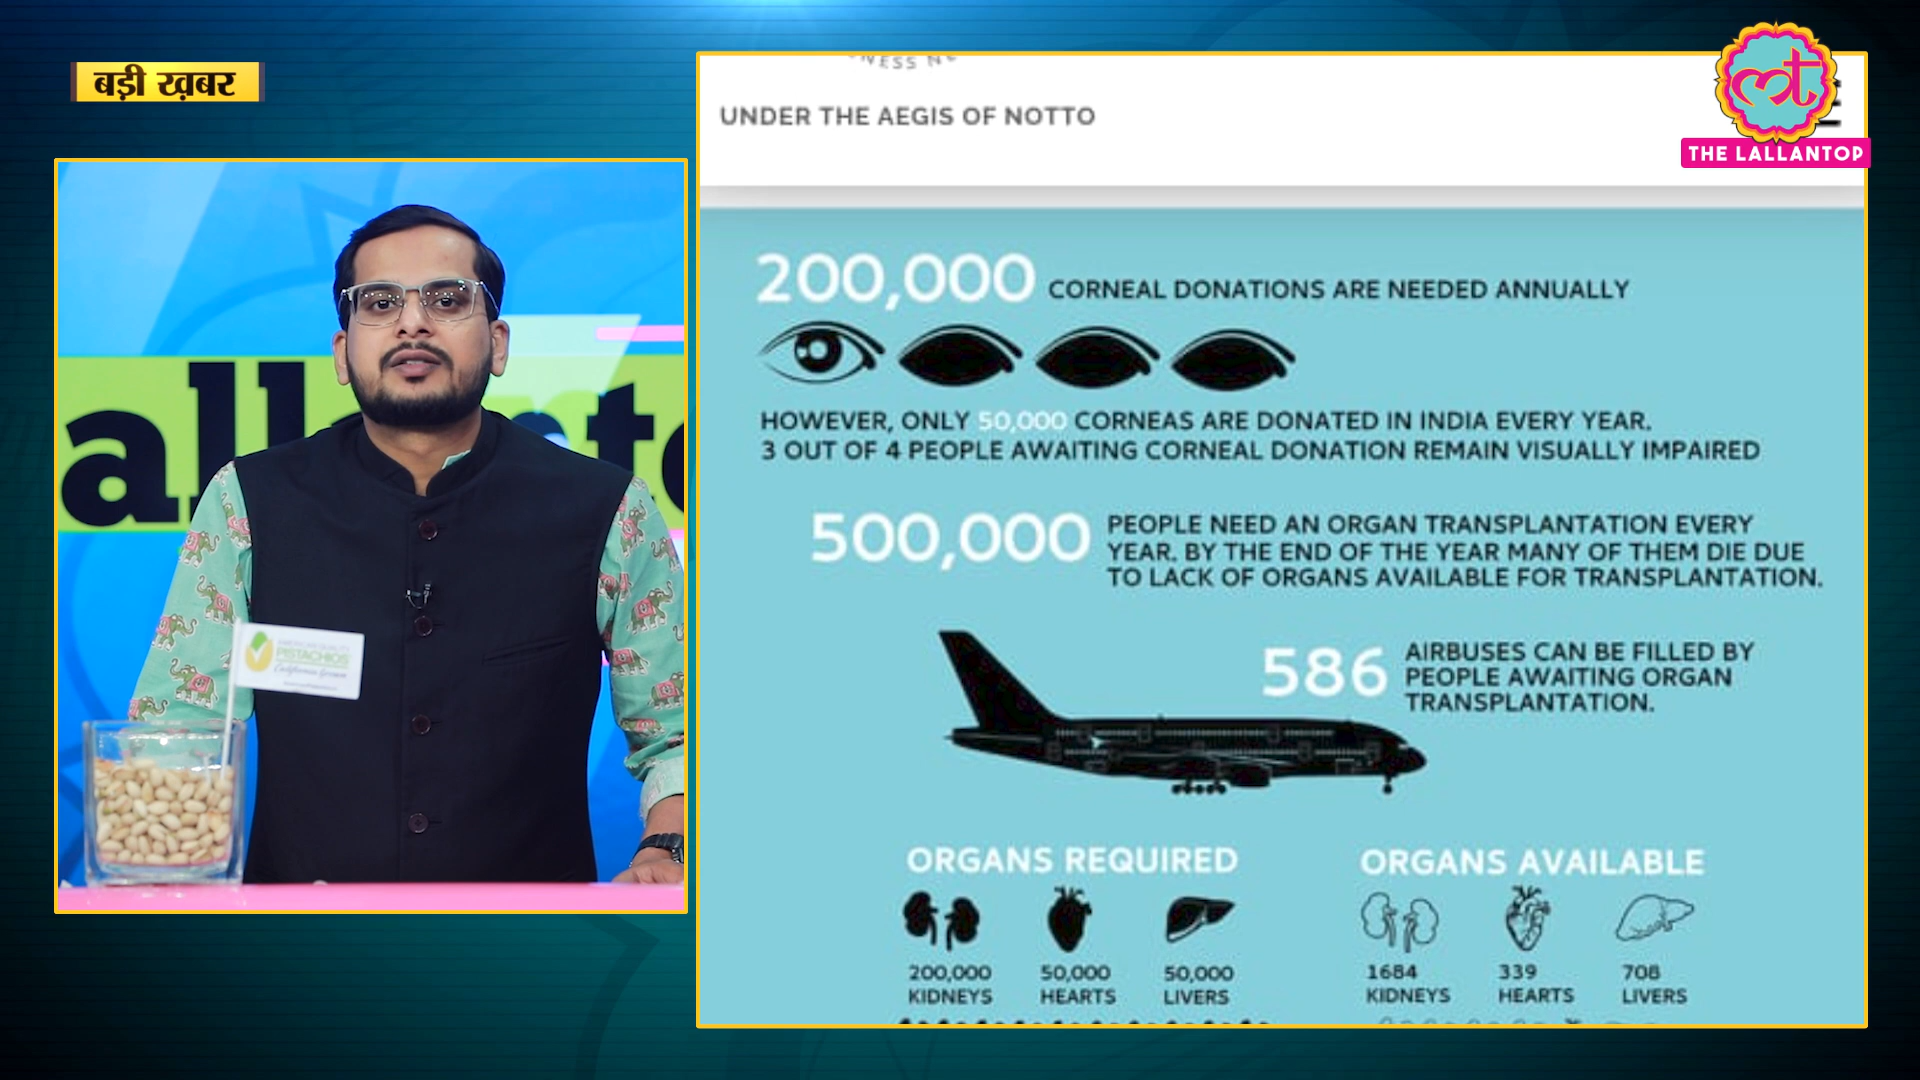 बड़ी ख़बर
THE LALLANTOP
UNDER THE AEGIS OF NOTTO
200,000 CORNEAL DONATIONS ARE NEEDED ANNUALLY
HOWEVER, ONLY 50,000 CORNEAS ARE DONATED IN INDIA EVERY YEAR.
3 OUT OF 4 PEOPLE AWAITING CORNEAL DONATION REMAIN VISUALLY IMPAIRED
500,000 PEOPLE NEED AN ORGAN TRANSPLANTATION EVERY
YEAR. BY THE END OF THE YEAR MANY OF THEM DIE DUE
TO LACK OF ORGANS AVAILABLE FOR TRANSPLANTATION.
586 AIRBUSES CAN BE FILLED BY
PEOPLE AWAITING ORGAN
TRANSPLANTATION.
ORGANS REQUIRED
200,000 50,000 50,000
KIDNEYS HEARTS LIVERS
ORGANS AVAILABLE
1684 339 708
KIDNEYS HEARTS LIVERS
AMERICAN QUALITY
PISTACHIOS
California Grown